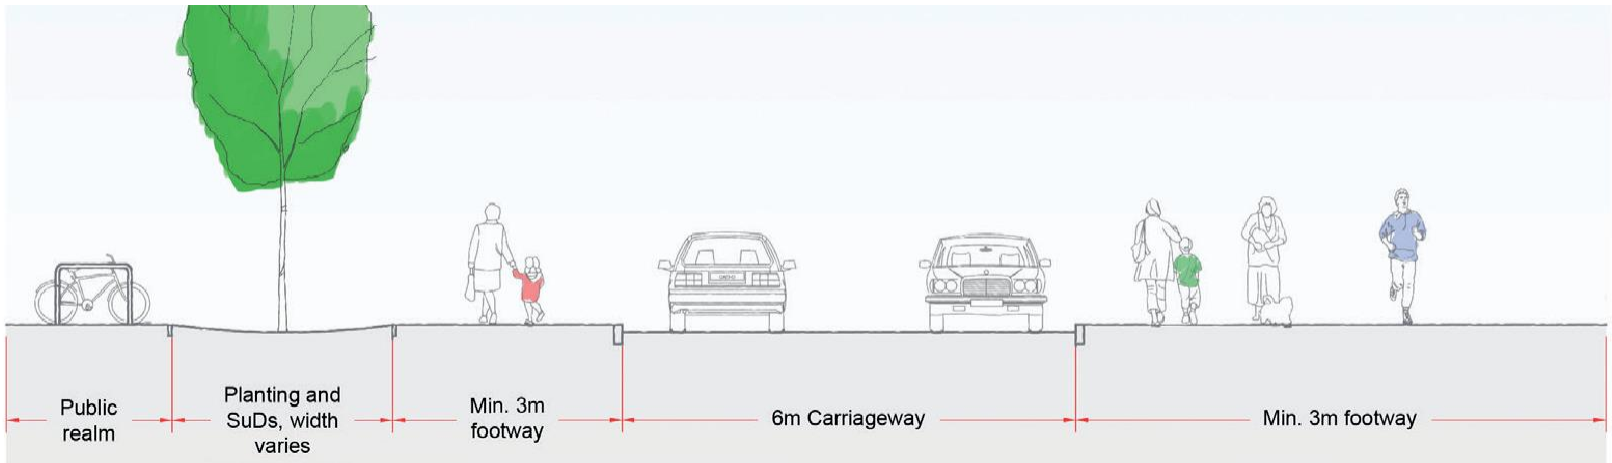 Public
realm
Planting and
SuDs, width
varies
Min. 3m
footway
6m Carriageway
Min. 3m footway